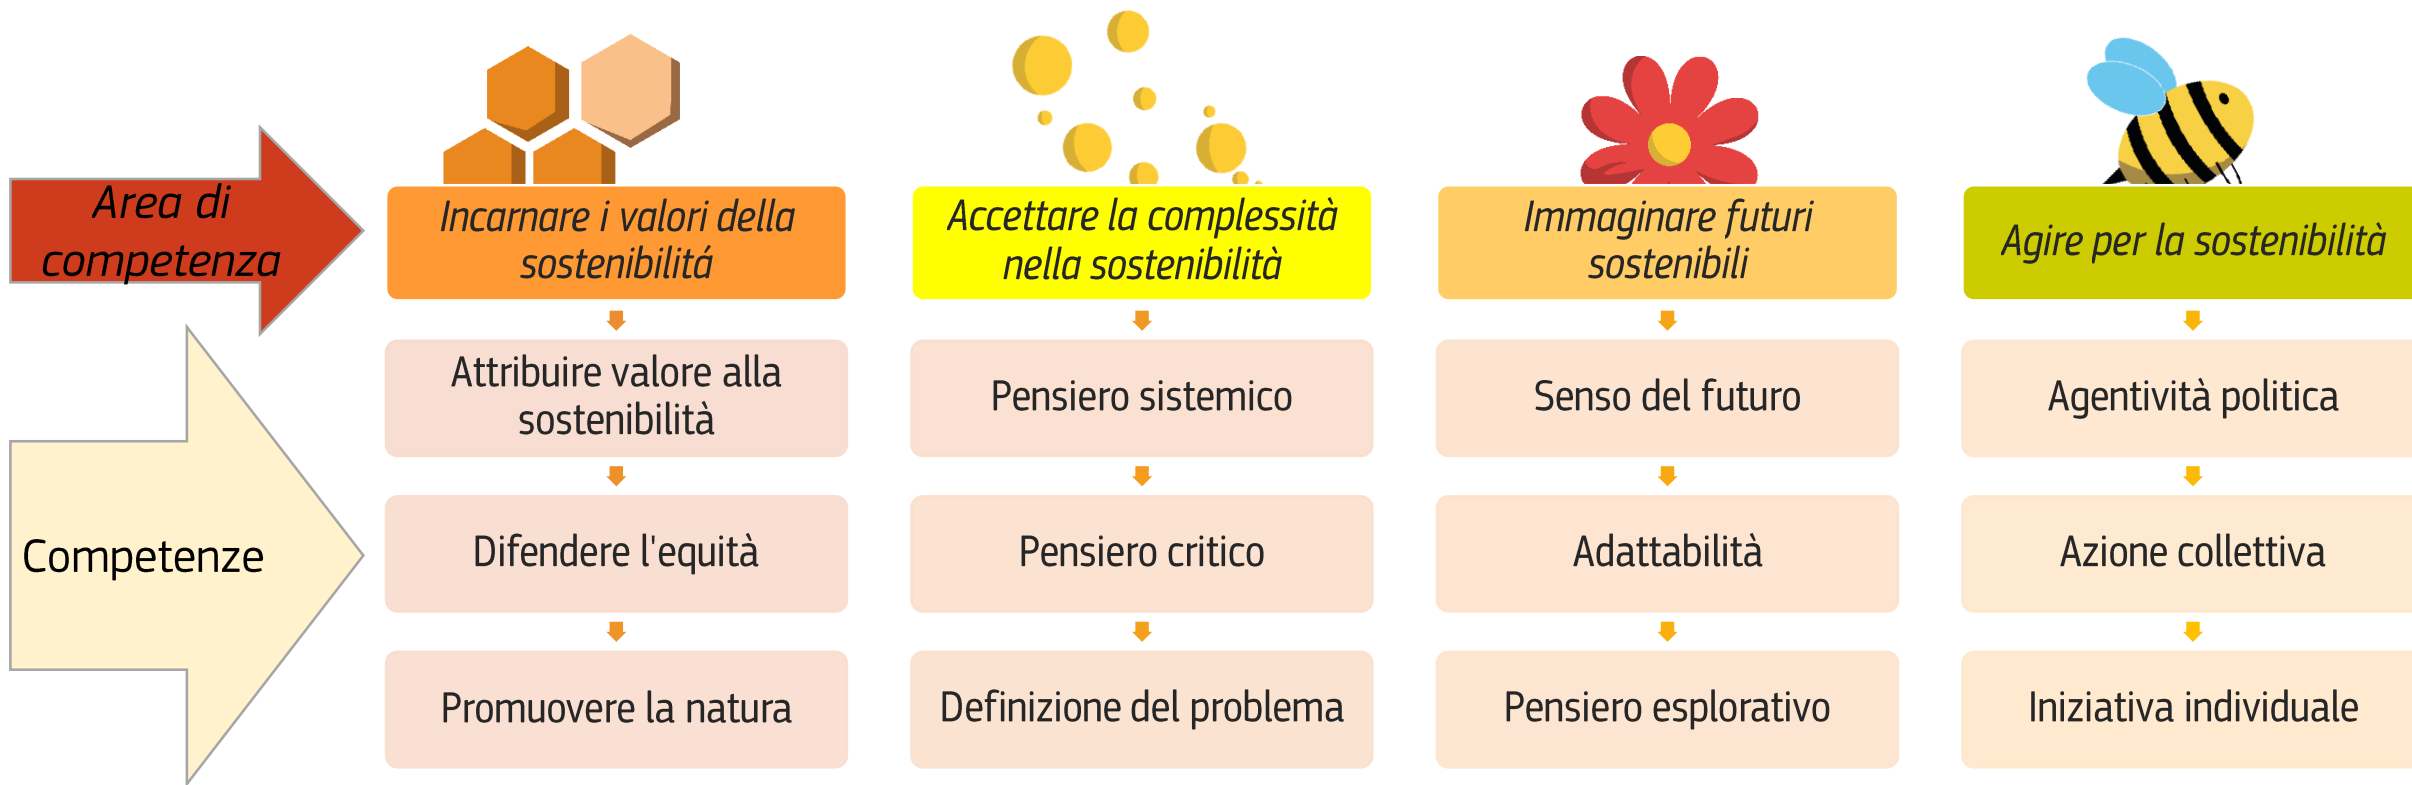 Area di
competenza
Incarnare i valori della
sostenibilitá
Accettare la complessità
nella sostenibilità
Immaginare futuri
sostenibili
Agire per la sostenibilità
Competenze
Attribuire valore alla
sostenibilità
Pensiero sistemico
Senso del futuro
Agentività politica
Difendere l'equità
Pensiero critico
Adattabilità
Azione collettiva
Promuovere la natura
Definizione del problema
Pensiero esplorativo
Iniziativa individuale